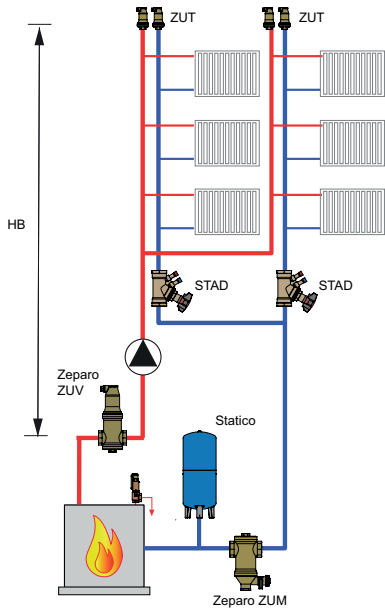 ZUT
ZUT
HB
STAD
STAD
Zeparo
ZUV
Statico
Zeparo ZUM